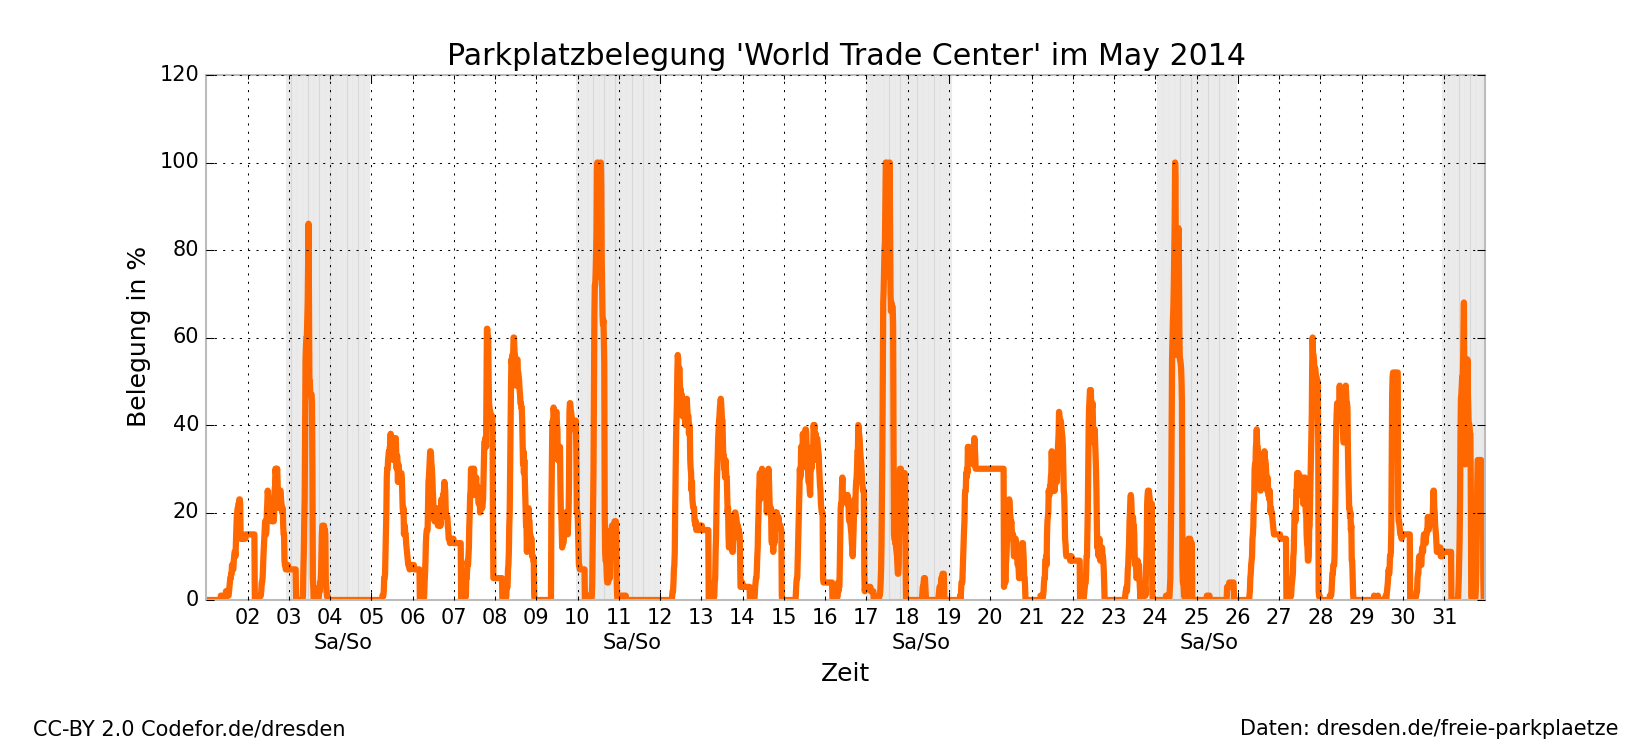 Parkplatzbelegung 'World Trade Center' im May 2014
120
100
80
60
40
20
0
Belegung in %
02 03 04 05 06 07 08 09 10 11 12 13 14 15 16 17 18 19 20 21 22 23 24 25 26 27 28 29 30 31
Sa/So Sa/So Sa/So Sa/So
Zeit
CC-BY 2.0 Codefor.de/dresden
Daten: dresden.de/freie-parkplaetze